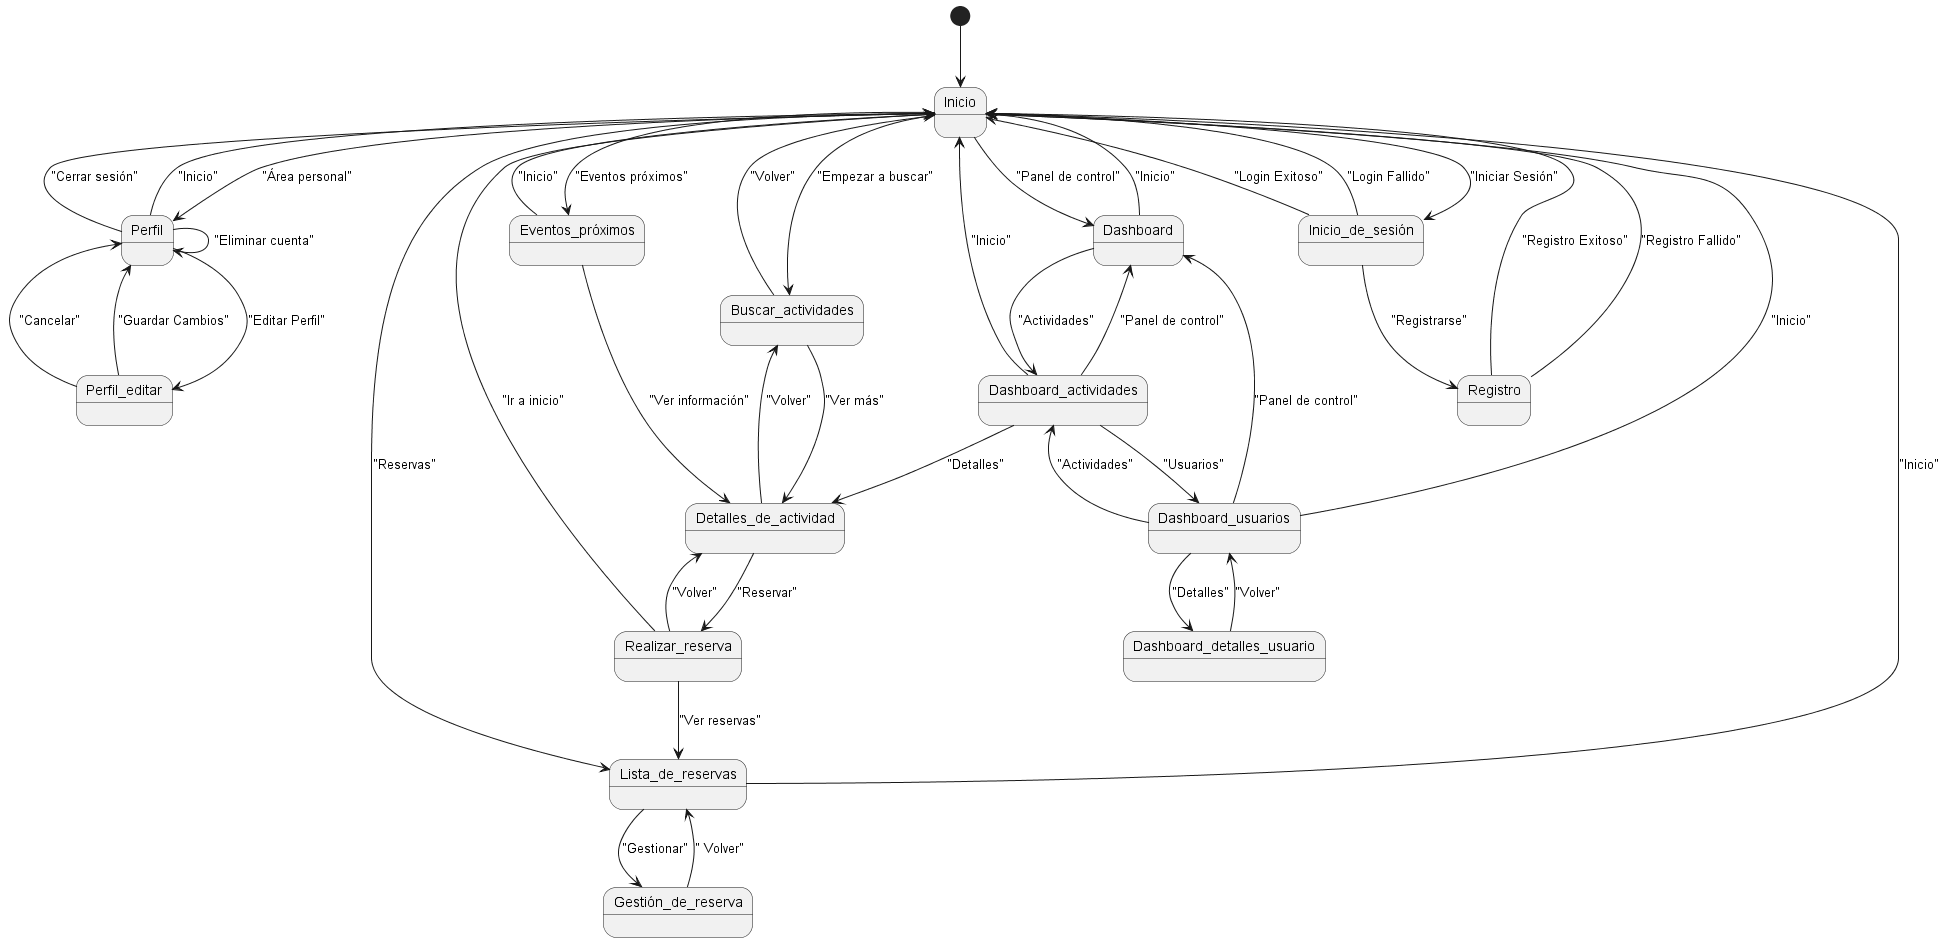 Inicio
"Cerrar sesión"
"Inicio"
"Área personal"
"Inicio"
"Eventos próximos"
"Volver"
"Empezar a buscar"
"Panel de control"
"Inicio"
"Login Exitoso"
"Login Fallido"
"Iniciar Sesión"
Perfil
"Eliminar cuenta"
Eventos_próximos
"Inicio"
Dashboard
Inicio_de_sesión
"Registro Exitoso"
"Registro Fallido"
"Cancelar"
"Guardar Cambios"
"Editar Perfil"
Buscar_actividades
"Actividades"
"Panel de control"
"Registrarse"
"Inicio"
Perfil_editar
"Ir a inicio"
"Ver información"
"Volver"
"Ver más"
Dashboard_actividades
"Panel de control"
Registro
"Reservas"
"Detalles"
"Actividades"
"Usuarios"
"Inicio"
Detalles_de_actividad
Dashboard_usuarios
"Volver"
"Reservar"
"Detalles"
"Volver"
Realizar_reserva
Dashboard_detalles_usuario
"Ver reservas"
Lista_de_reservas
"Gestionar"
" Volver"
Gestión_de_reserva